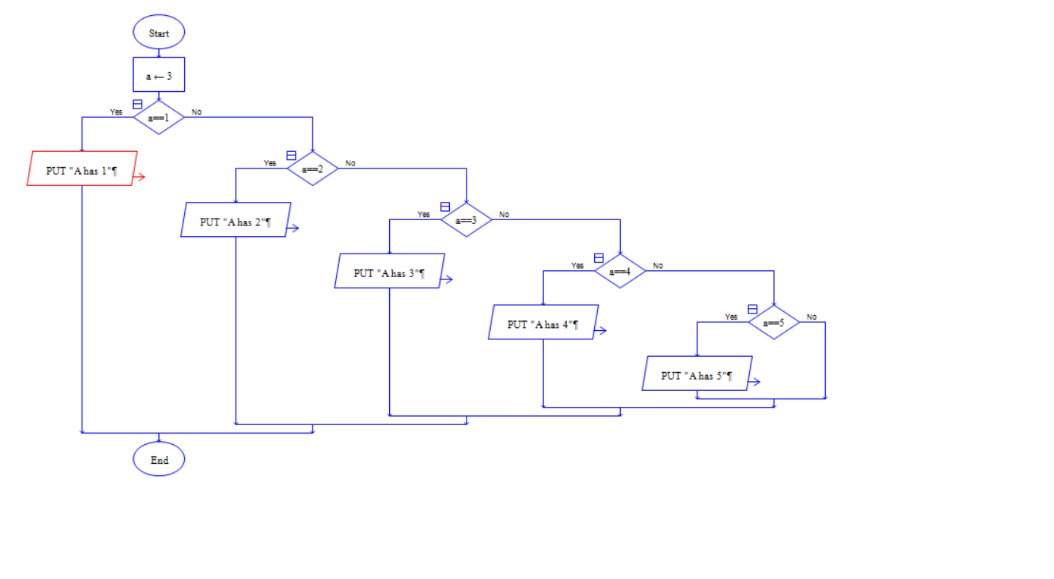 Start
a ← 3
Yes
a==1
No
PUT "A has 1"¶
Yes
a==2
No
PUT "A has 2"¶
Yes
a==3
No
PUT "A has 3"¶
Yes
a==4
No
PUT "A has 4"¶
Yes
a==5
No
PUT "A has 5"¶
End